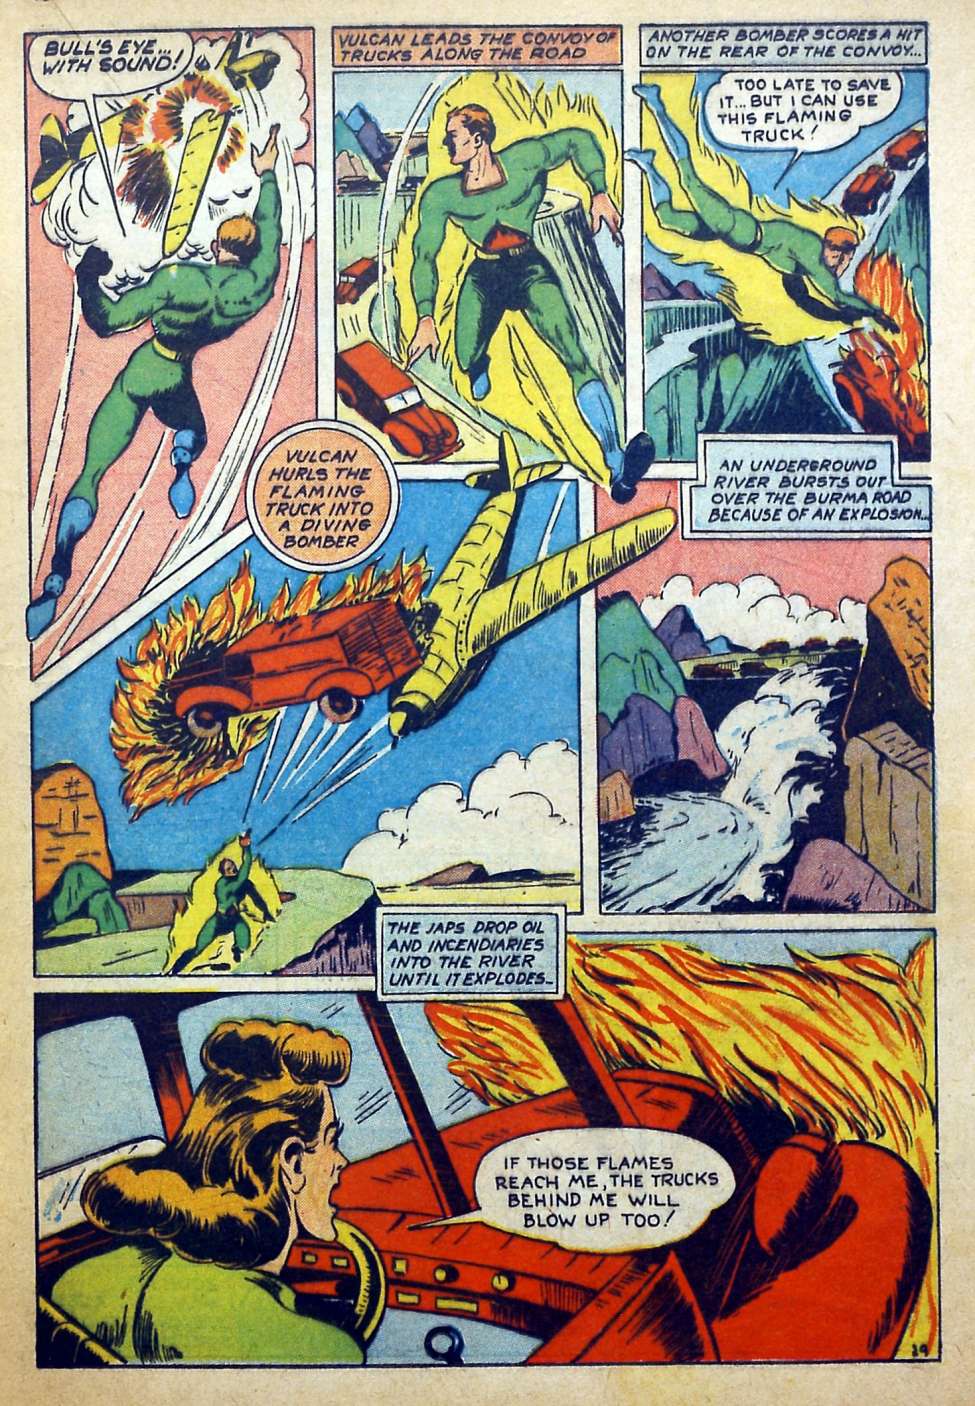 BULL'S EYE...
WITH SOUND!
VULCAN LEADS THE CONVOY OF
TRUCKS ALONG THE ROAD
ANOTHER BOMBER SCORES A HIT
ON THE REAR OF THE CONVOY...
TOO LATE TO SAVE
IT... BUT I CAN USE
THIS FLAMING
TRUCK!
VULCAN
HURLS THE
FLAMING
TRUCK INTO
A DIVING
BOMBER
AN UNDERGROUND
RIVER BURSTS OUT
OVER THE BURMA ROAD
BECAUSE OF AN EXPLOSION...
THE JAPS DROP OIL
AND INCENDIARIES
INTO THE RIVER
UNTIL IT EXPLODES...
IF THOSE FLAMES
REACH ME, THE TRUCKS
BEHIND ME WILL
BLOW UP TOO!